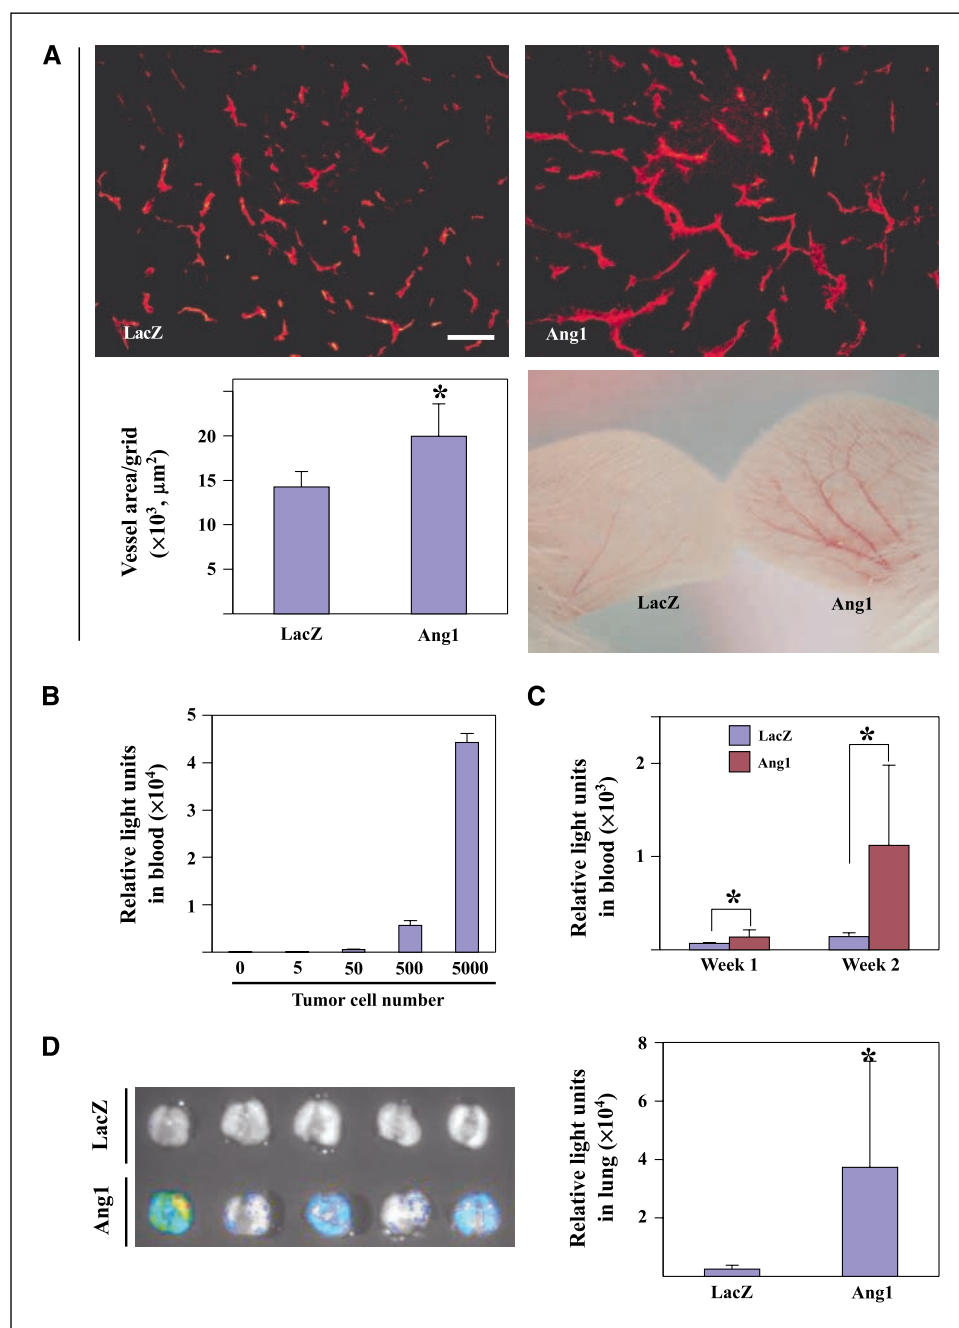 A
LacZ
Ang1
Vessel area/grid
(×10³, μm²)
20
15
10
5
*
LacZ
Ang1
LacZ
Ang1
B
Relative light units
in blood (×10⁴)
5
4
3
2
1
0
5
50
500
5000
Tumor cell number
C
Relative light units
in blood (×10³)
2
1
LacZ
Ang1
*
*
Week 1
Week 2
D
LacZ
Ang1
Relative light units
in lung (×10⁴)
8
6
4
2
*
LacZ
Ang1